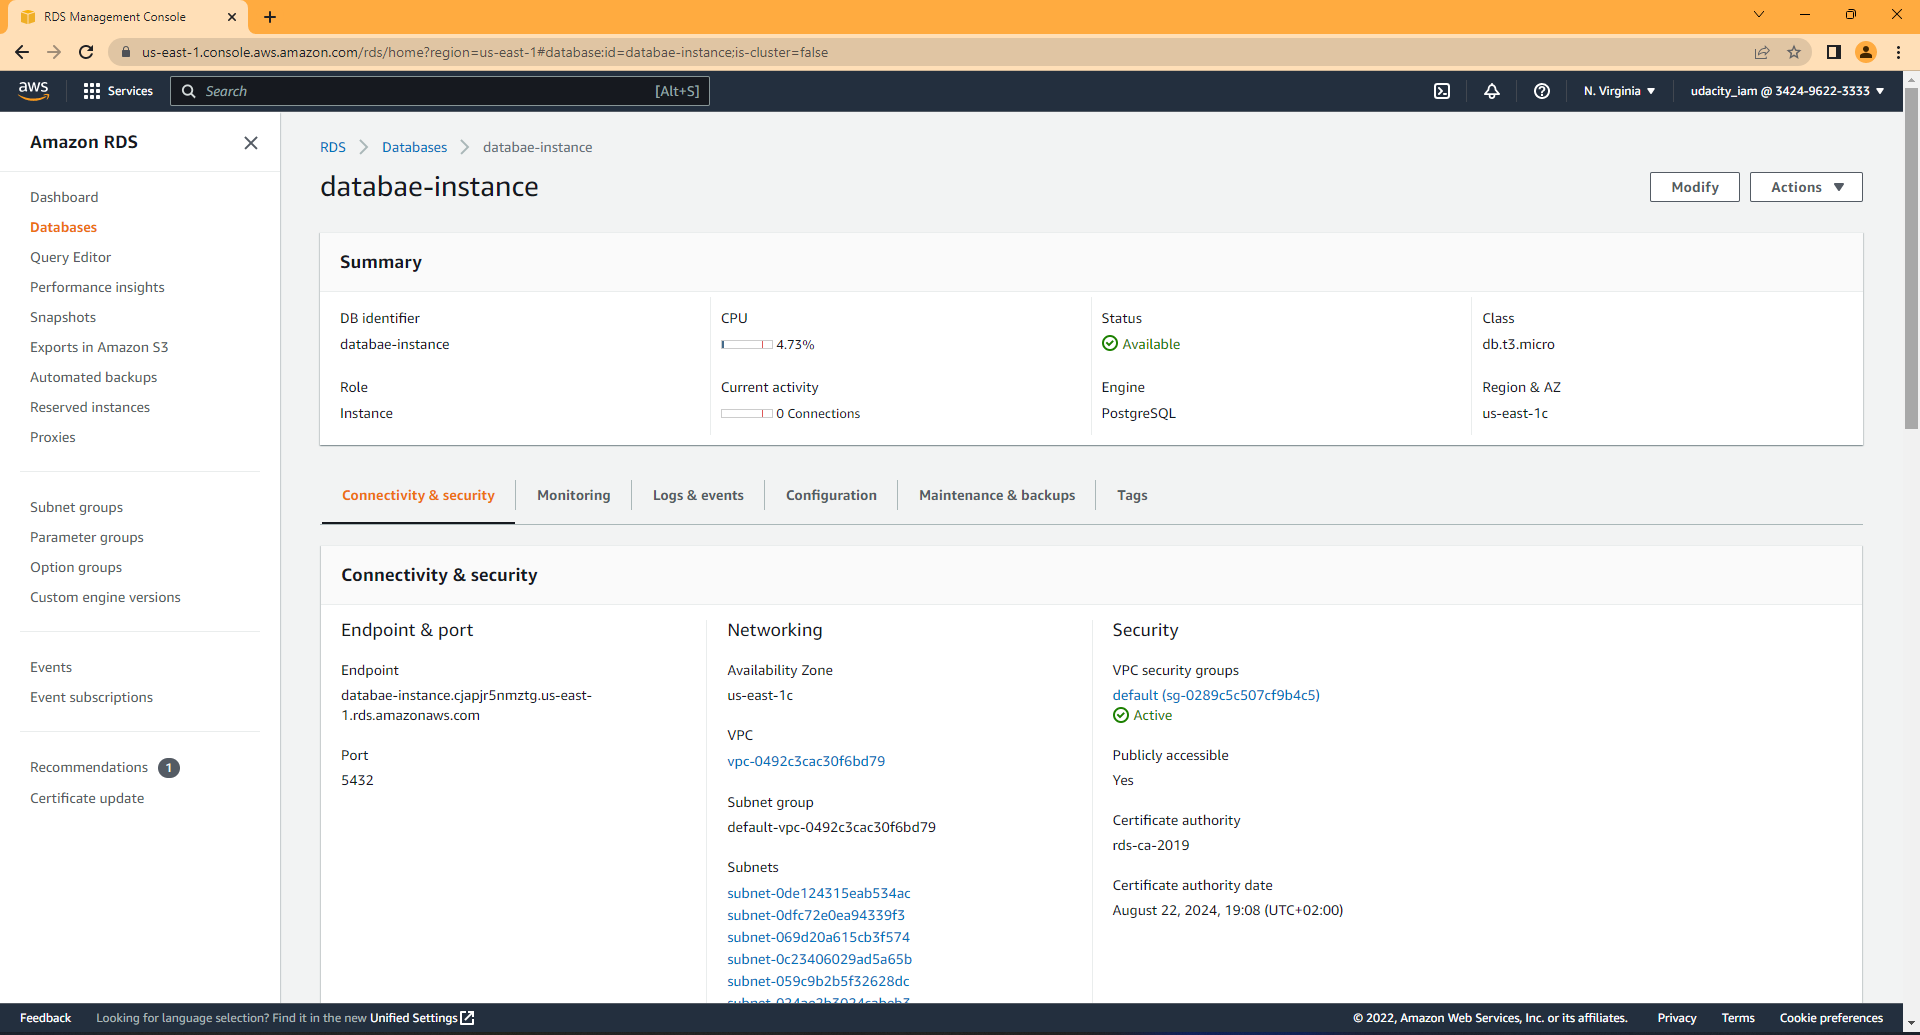 RDS Management Console
us-east-1.console.aws.amazon.com/rds/home?region=us-east-1#database:id=databae-instance;is-cluster=false
aws
Services
Search
[Alt+S]
N. Virginia
udacity_iam @ 3424-9622-3333
Amazon RDS
Dashboard
Databases
Query Editor
Performance insights
Snapshots
Exports in Amazon S3
Automated backups
Reserved instances
Proxies
Subnet groups
Parameter groups
Option groups
Custom engine versions
Events
Event subscriptions
Recommendations 1
Certificate update
RDS > Databases > databae-instance
databae-instance
Modify
Actions
Summary
DB identifier
databae-instance
CPU
4.73%
Status
Available
Class
db.t3.micro
Role
Instance
Current activity
0 Connections
Engine
PostgreSQL
Region & AZ
us-east-1c
Connectivity & security
Monitoring
Logs & events
Configuration
Maintenance & backups
Tags
Connectivity & security
Endpoint & port
Endpoint
databae-instance.cjapjr5nmztg.us-east-
1.rds.amazonaws.com
Port
5432
Networking
Availability Zone
us-east-1c
VPC
vpc-0492c3cac30f6bd79
Subnet group
default-vpc-0492c3cac30f6bd79
Subnets
subnet-0de124315eab534ac
subnet-0dfc72e0ea94339f3
subnet-069d20a615cb3f574
subnet-0c23406029ad5a65b
subnet-059c9b2b5f32628dc
Security
VPC security groups
default (sg-0289c5c507cf9b4c5)
Active
Publicly accessible
Yes
Certificate authority
rds-ca-2019
Certificate authority date
August 22, 2024, 19:08 (UTC+02:00)
Feedback
Looking for language selection? Find it in the new Unified Settings
© 2022, Amazon Web Services, Inc. or its affiliates.
Privacy
Terms
Cookie preferences